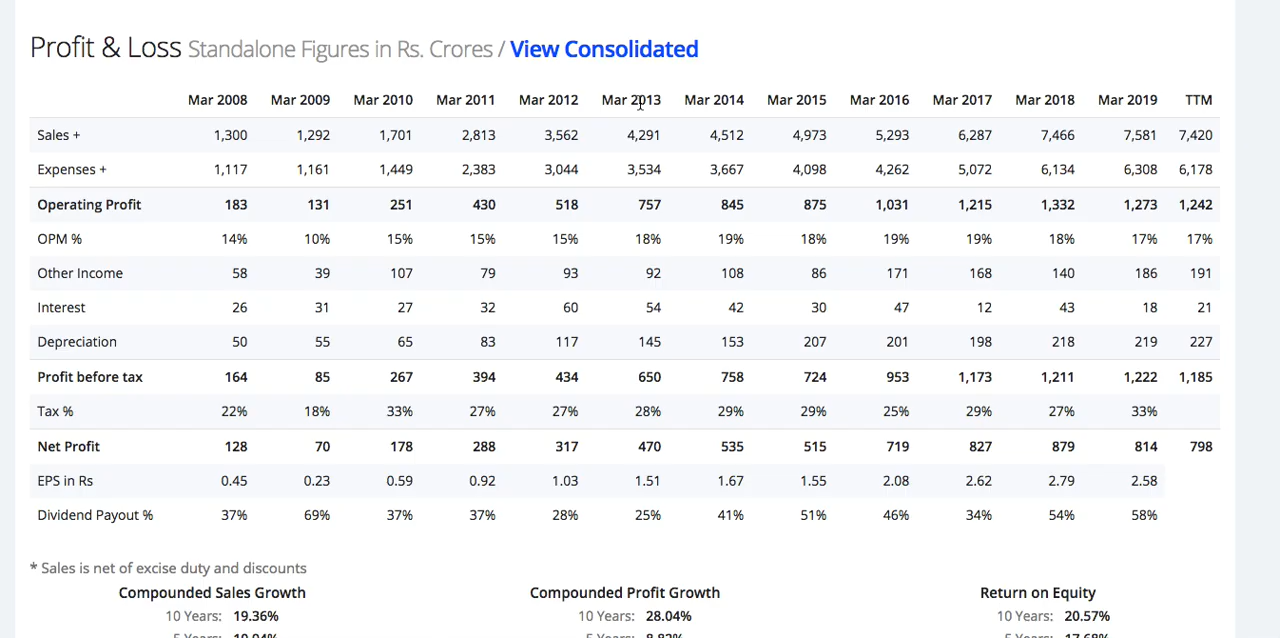 Profit & Loss Standalone Figures in Rs. Crores / View Consolidated
Mar 2008 Mar 2009 Mar 2010 Mar 2011 Mar 2012 Mar 2013 Mar 2014 Mar 2015 Mar 2016 Mar 2017 Mar 2018 Mar 2019 TTM
Sales + 1,300 1,292 1,701 2,813 3,562 4,291 4,512 4,973 5,293 6,287 7,466 7,581 7,420
Expenses + 1,117 1,161 1,449 2,383 3,044 3,534 3,667 4,098 4,262 5,072 6,134 6,308 6,178
Operating Profit 183 131 251 430 518 757 845 875 1,031 1,215 1,332 1,273 1,242
OPM % 14% 10% 15% 15% 15% 18% 19% 18% 19% 19% 18% 17% 17%
Other Income 58 39 107 79 93 92 108 86 171 168 140 186 191
Interest 26 31 27 32 60 54 42 30 47 12 43 18 21
Depreciation 50 55 65 83 117 145 153 207 201 198 218 219 227
Profit before tax 164 85 267 394 434 650 758 724 953 1,173 1,211 1,222 1,185
Tax % 22% 18% 33% 27% 27% 28% 29% 29% 25% 29% 27% 33%
Net Profit 128 70 178 288 317 470 535 515 719 827 879 814 798
EPS in Rs 0.45 0.23 0.59 0.92 1.03 1.51 1.67 1.55 2.08 2.62 2.79 2.58
Dividend Payout % 37% 69% 37% 37% 28% 25% 41% 51% 46% 34% 54% 58%
* Sales is net of excise duty and discounts
Compounded Sales Growth Compounded Profit Growth Return on Equity
10 Years: 19.36% 10 Years: 28.04% 10 Years: 20.57%
5 Years: 5 Years: 5 Years: